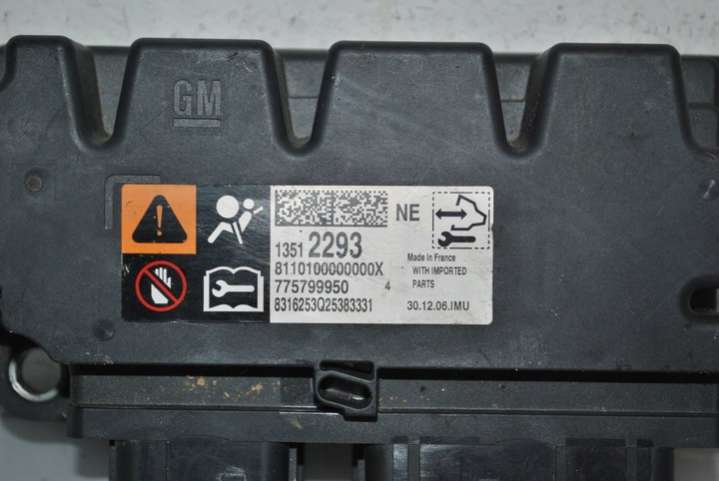 GM
NE
1351 2293
8110100000000X
775799950 4
8316253Q25383331
Made in France
WITH IMPORTED
PARTS
30.12.06.IMU